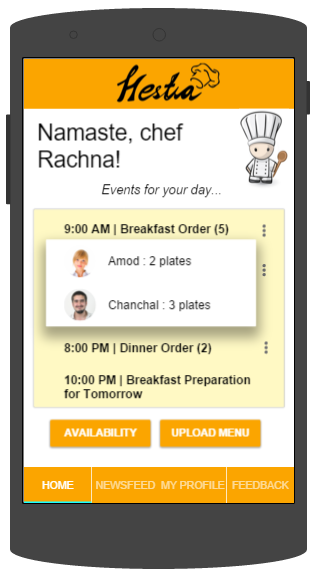 Hestia
Namaste, chef
Rachna!
Events for your day...
9:00 AM | Breakfast Order (5)
Amod : 2 plates
Chanchal : 3 plates
8:00 PM | Dinner Order (2)
10:00 PM | Breakfast Preparation
for Tomorrow
AVAILABILITY UPLOAD MENU
HOME NEWSFEED MY PROFILE FEEDBACK